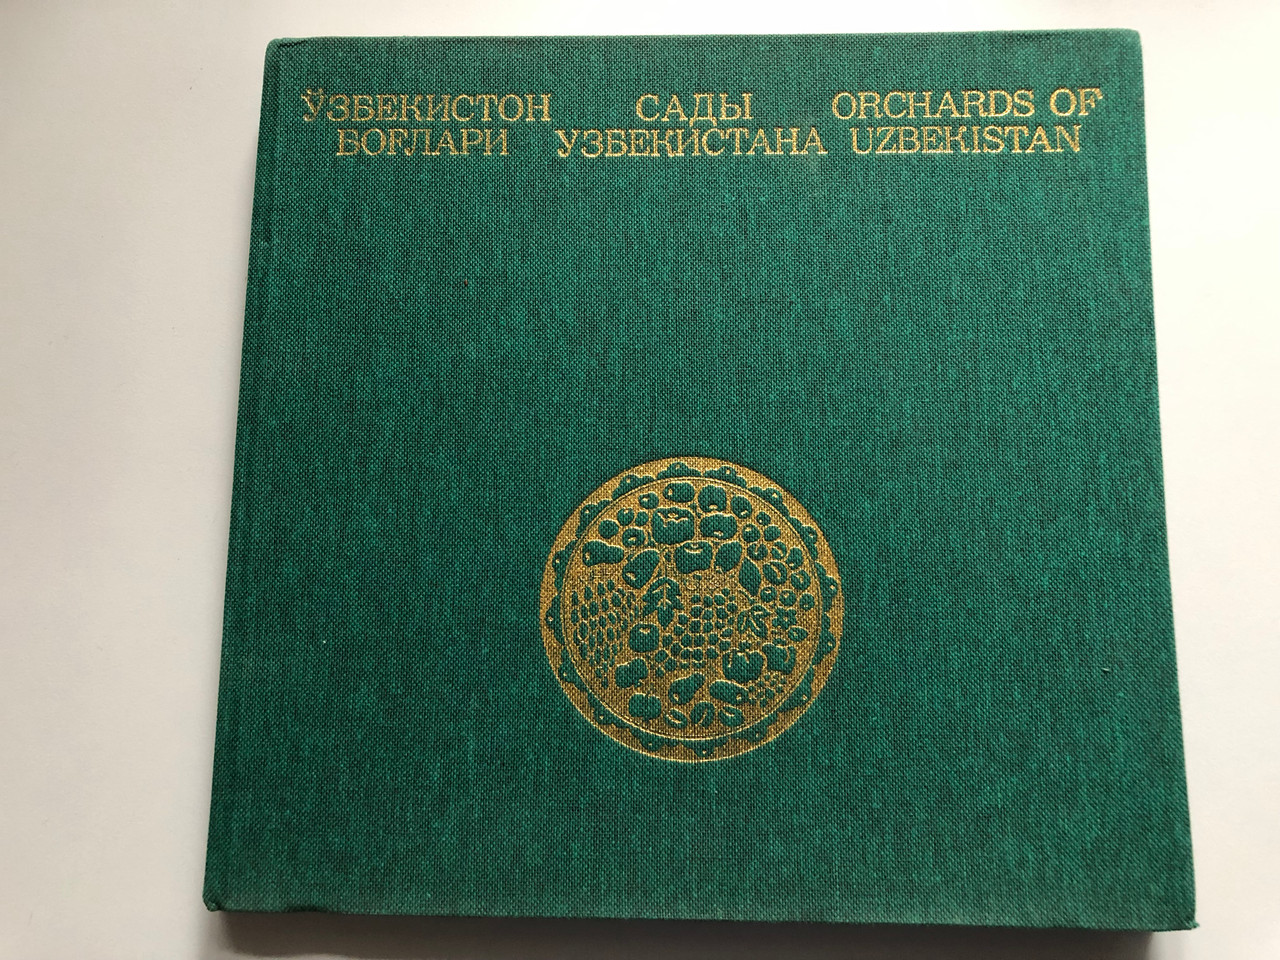 ЎЗБЕКИСТОН
БОҒЛАРИ
САДЫ
УЗБЕКИСТАНА
ORCHARDS OF
UZBEKISTAN